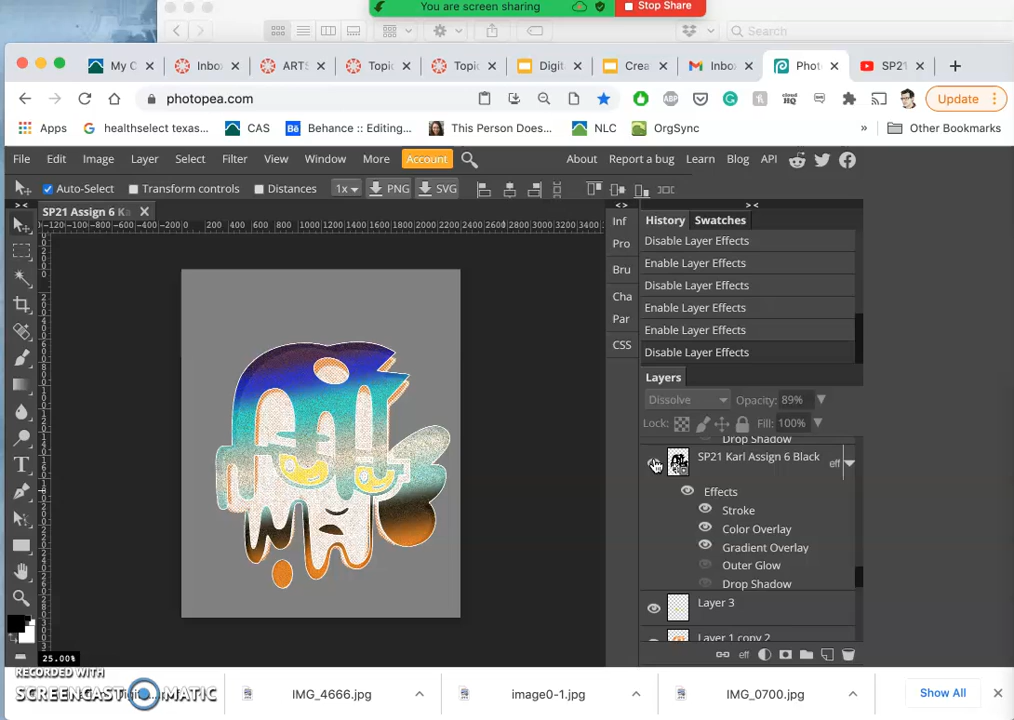 You are screen sharing
Stop Share
Search
My C
Inbo
ARTS
Topic
Topic
Digit
Crea
Inbo
Phot
SP21
photopea.com
Update
Apps
healthselect texas...
CAS
Behance :: Editing...
This Person Does...
NLC
OrgSync
»
Other Bookmarks
File Edit Image Layer Select Filter View Window More Account
About Report a bug Learn Blog API
Auto-Select
Transform controls
Distances
1x
PNG
SVG
SP21 Assign 6 Ka
> <
< >
> <
Inf
Pro
Bru
Cha
Par
CSS
History Swatches
Disable Layer Effects
Enable Layer Effects
Disable Layer Effects
Enable Layer Effects
Enable Layer Effects
Disable Layer Effects
Layers
Dissolve
Opacity: 89%
Lock:
Fill: 100%
Drop Shadow
SP21 Karl Assign 6 Black
eff
Effects
Stroke
Color Overlay
Gradient Overlay
Outer Glow
Drop Shadow
Layer 3
Layer 1 copy 2
eff
25.00%
RECORDED WITH
SCREENCAST MATIC
IMG_4666.jpg
image0-1.jpg
IMG_0700.jpg
Show All